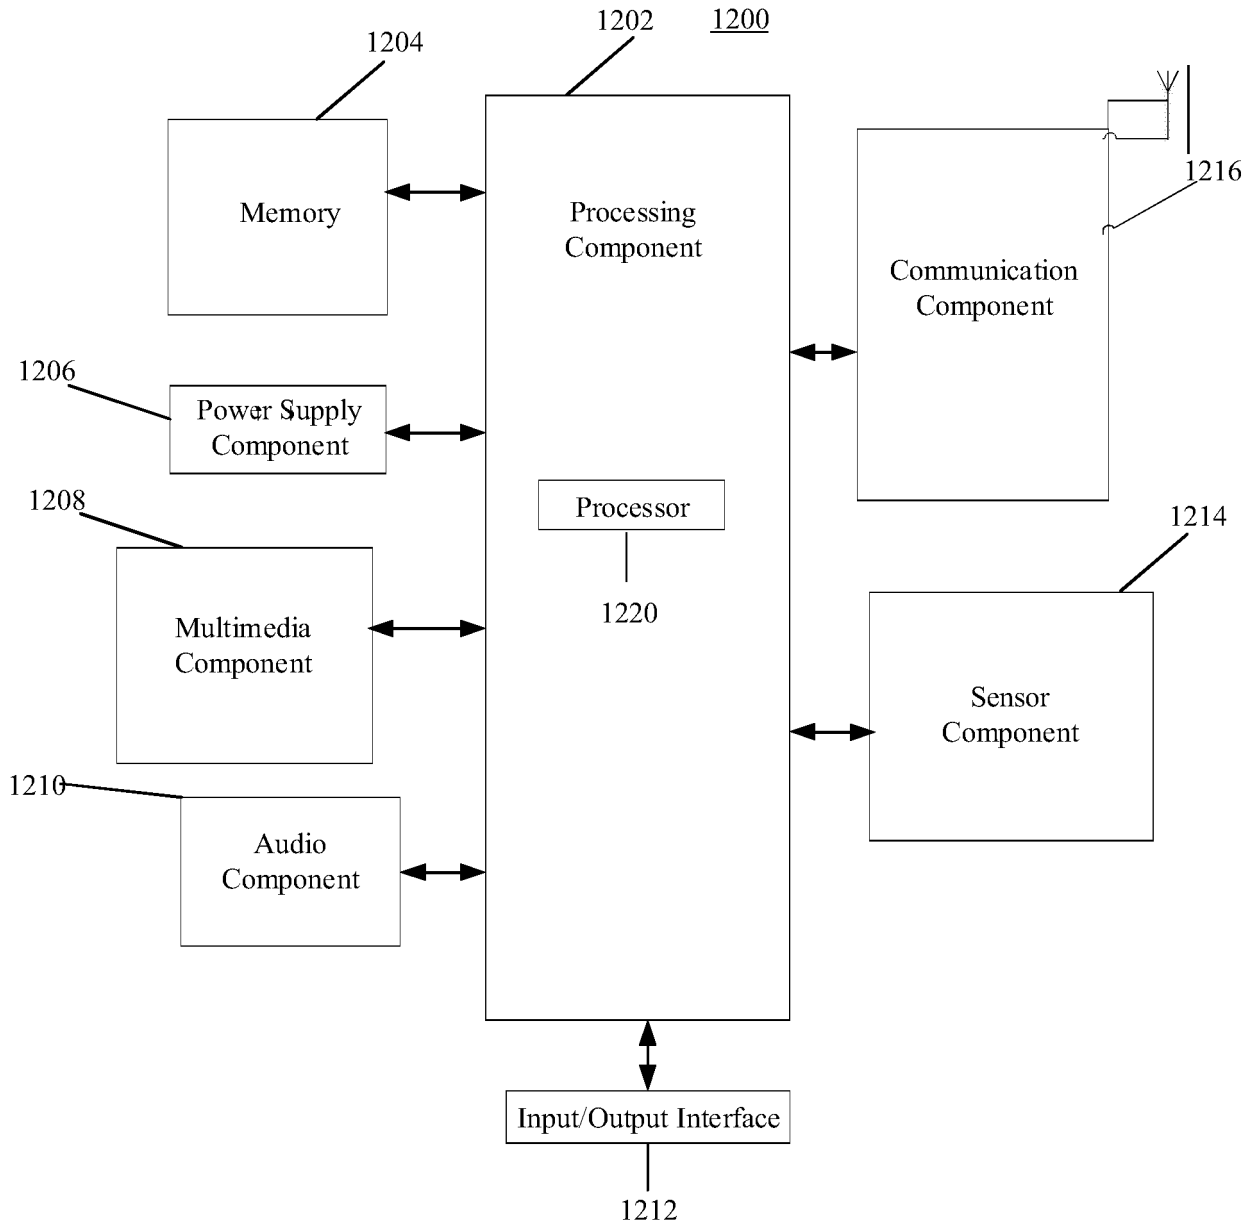 1202
1200
1204
Memory
Processing
Component
1216
Communication
Component
1206
Power Supply
Component
1208
Processor
1214
1220
Multimedia
Component
Sensor
Component
1210
Audio
Component
Input/Output Interface
1212